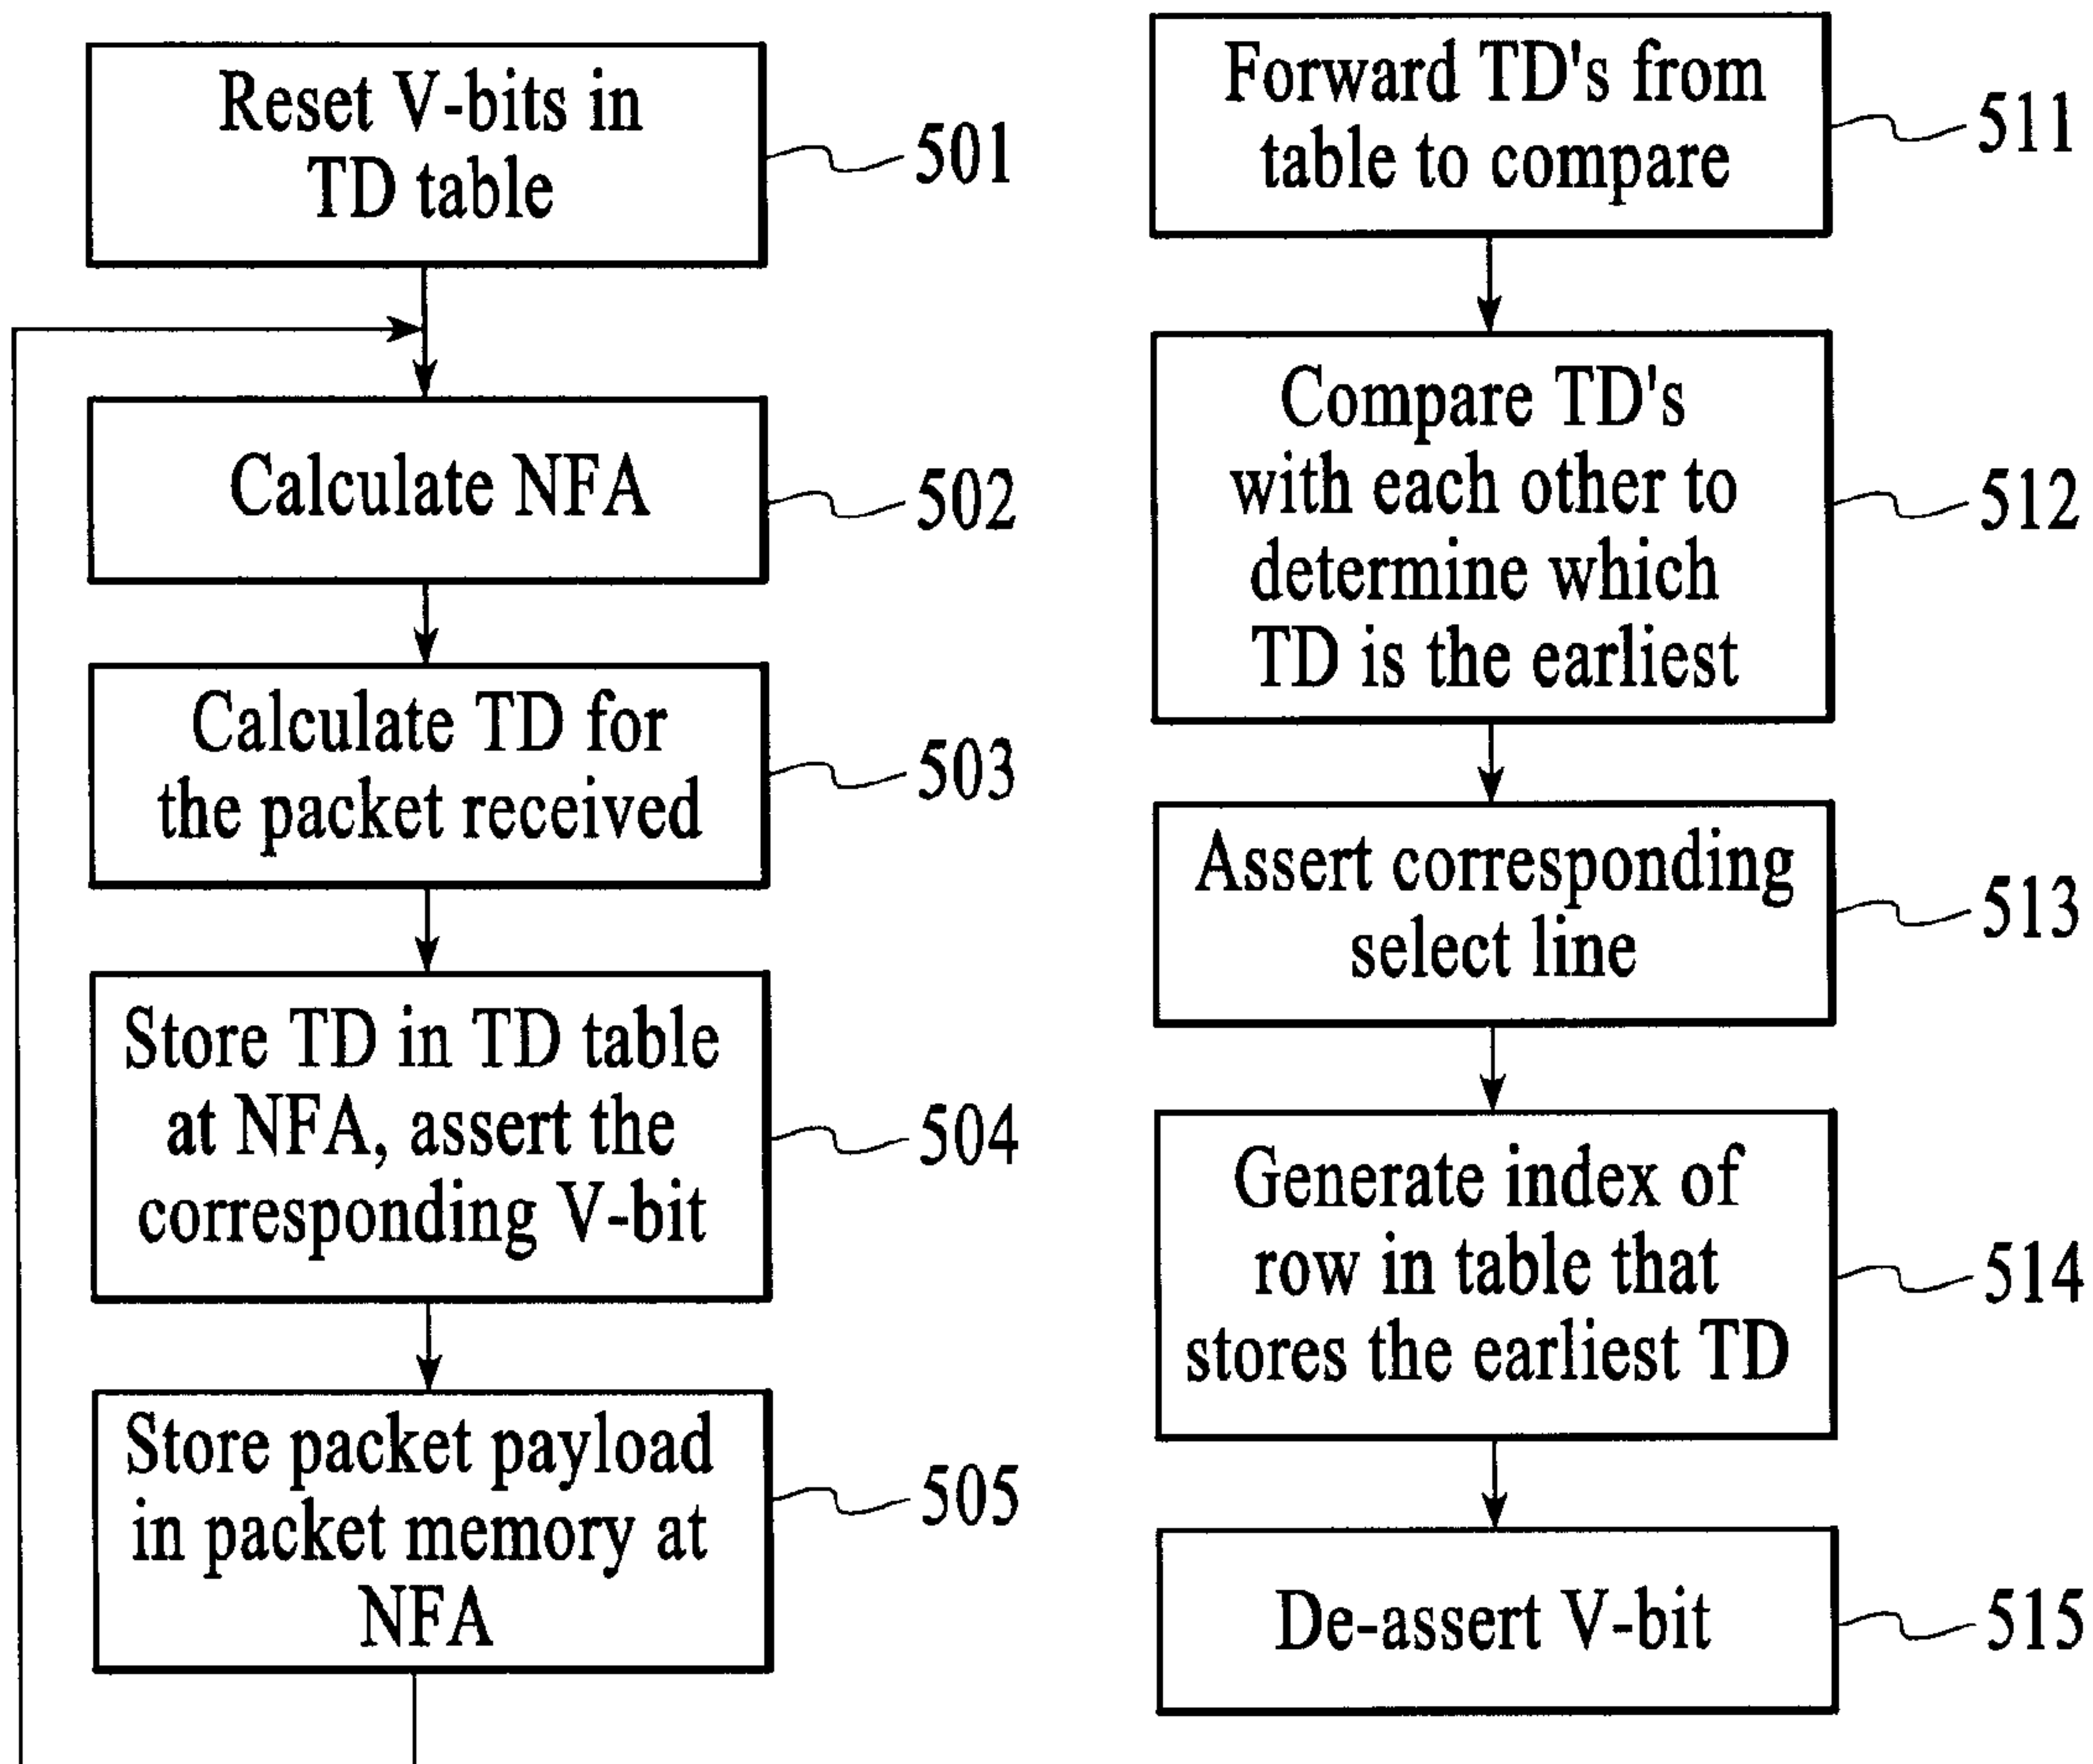 Reset V-bits in
TD table
501
Calculate NFA
502
Calculate TD for
the packet received
503
Store TD in TD table
at NFA, assert the
corresponding V-bit
504
Store packet payload
in packet memory at
NFA
505
Forward TD's from
table to compare
511
Compare TD's
with each other to
determine which
TD is the earliest
512
Assert corresponding
select line
513
Generate index of
row in table that
stores the earliest TD
514
De-assert V-bit
515